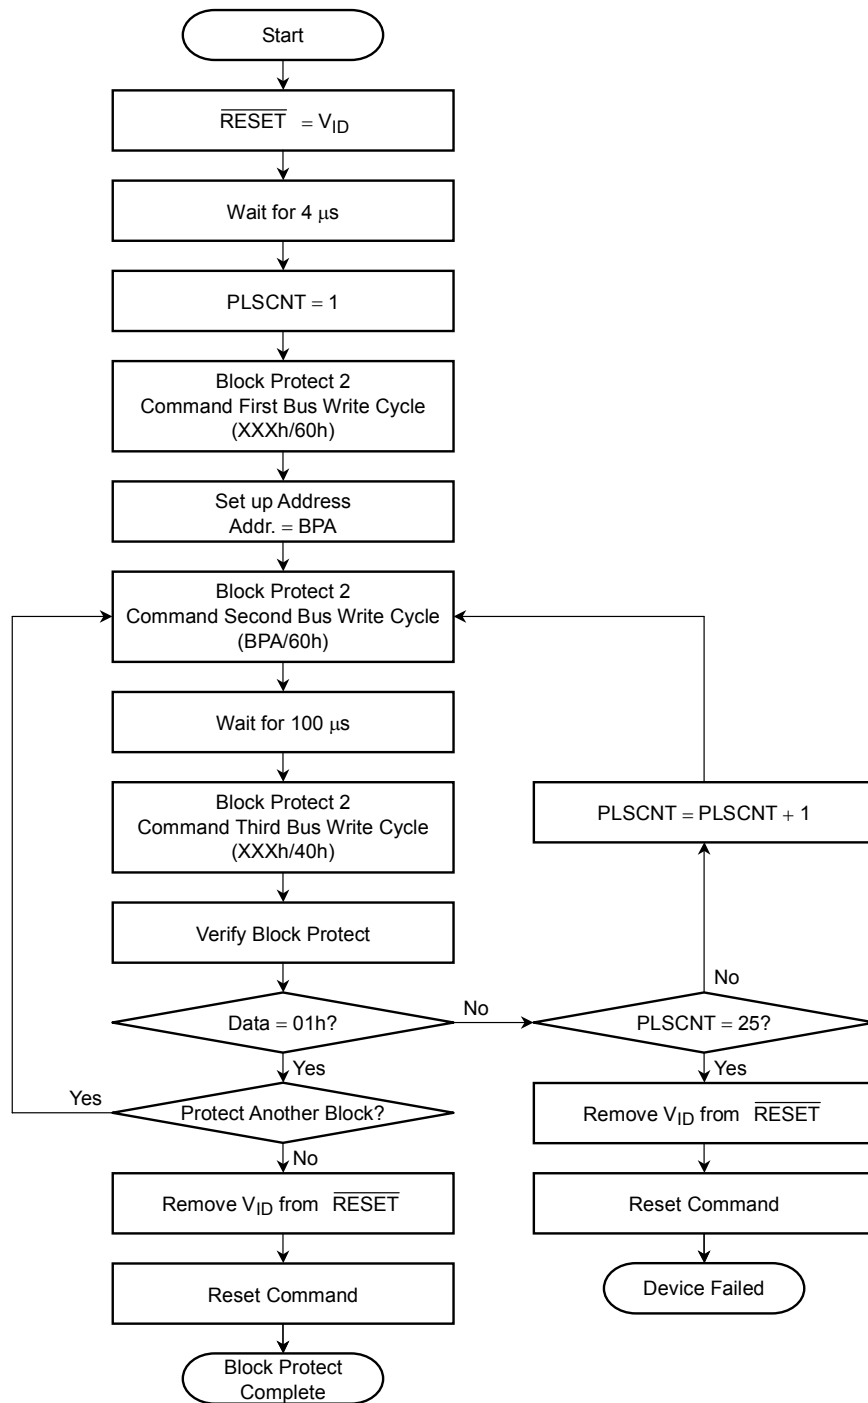 Start
RESET = VID
Wait for 4 μs
PLSCNT = 1
Block Protect 2
Command First Bus Write Cycle
(XXXh/60h)
Set up Address
Addr. = BPA
Block Protect 2
Command Second Bus Write Cycle
(BPA/60h)
Wait for 100 μs
Block Protect 2
Command Third Bus Write Cycle
(XXXh/40h)
PLSCNT = PLSCNT + 1
Verify Block Protect
Data = 01h?
No
PLSCNT = 25?
No
Yes
Yes
Protect Another Block?
Yes
Remove VID from RESET
No
Remove VID from RESET
Reset Command
Reset Command
Device Failed
Block Protect
Complete